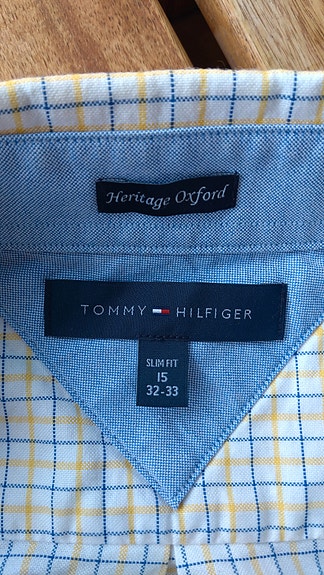 Heritage Oxford
TOMMY HILFIGER
SLIM FIT
15
32-33